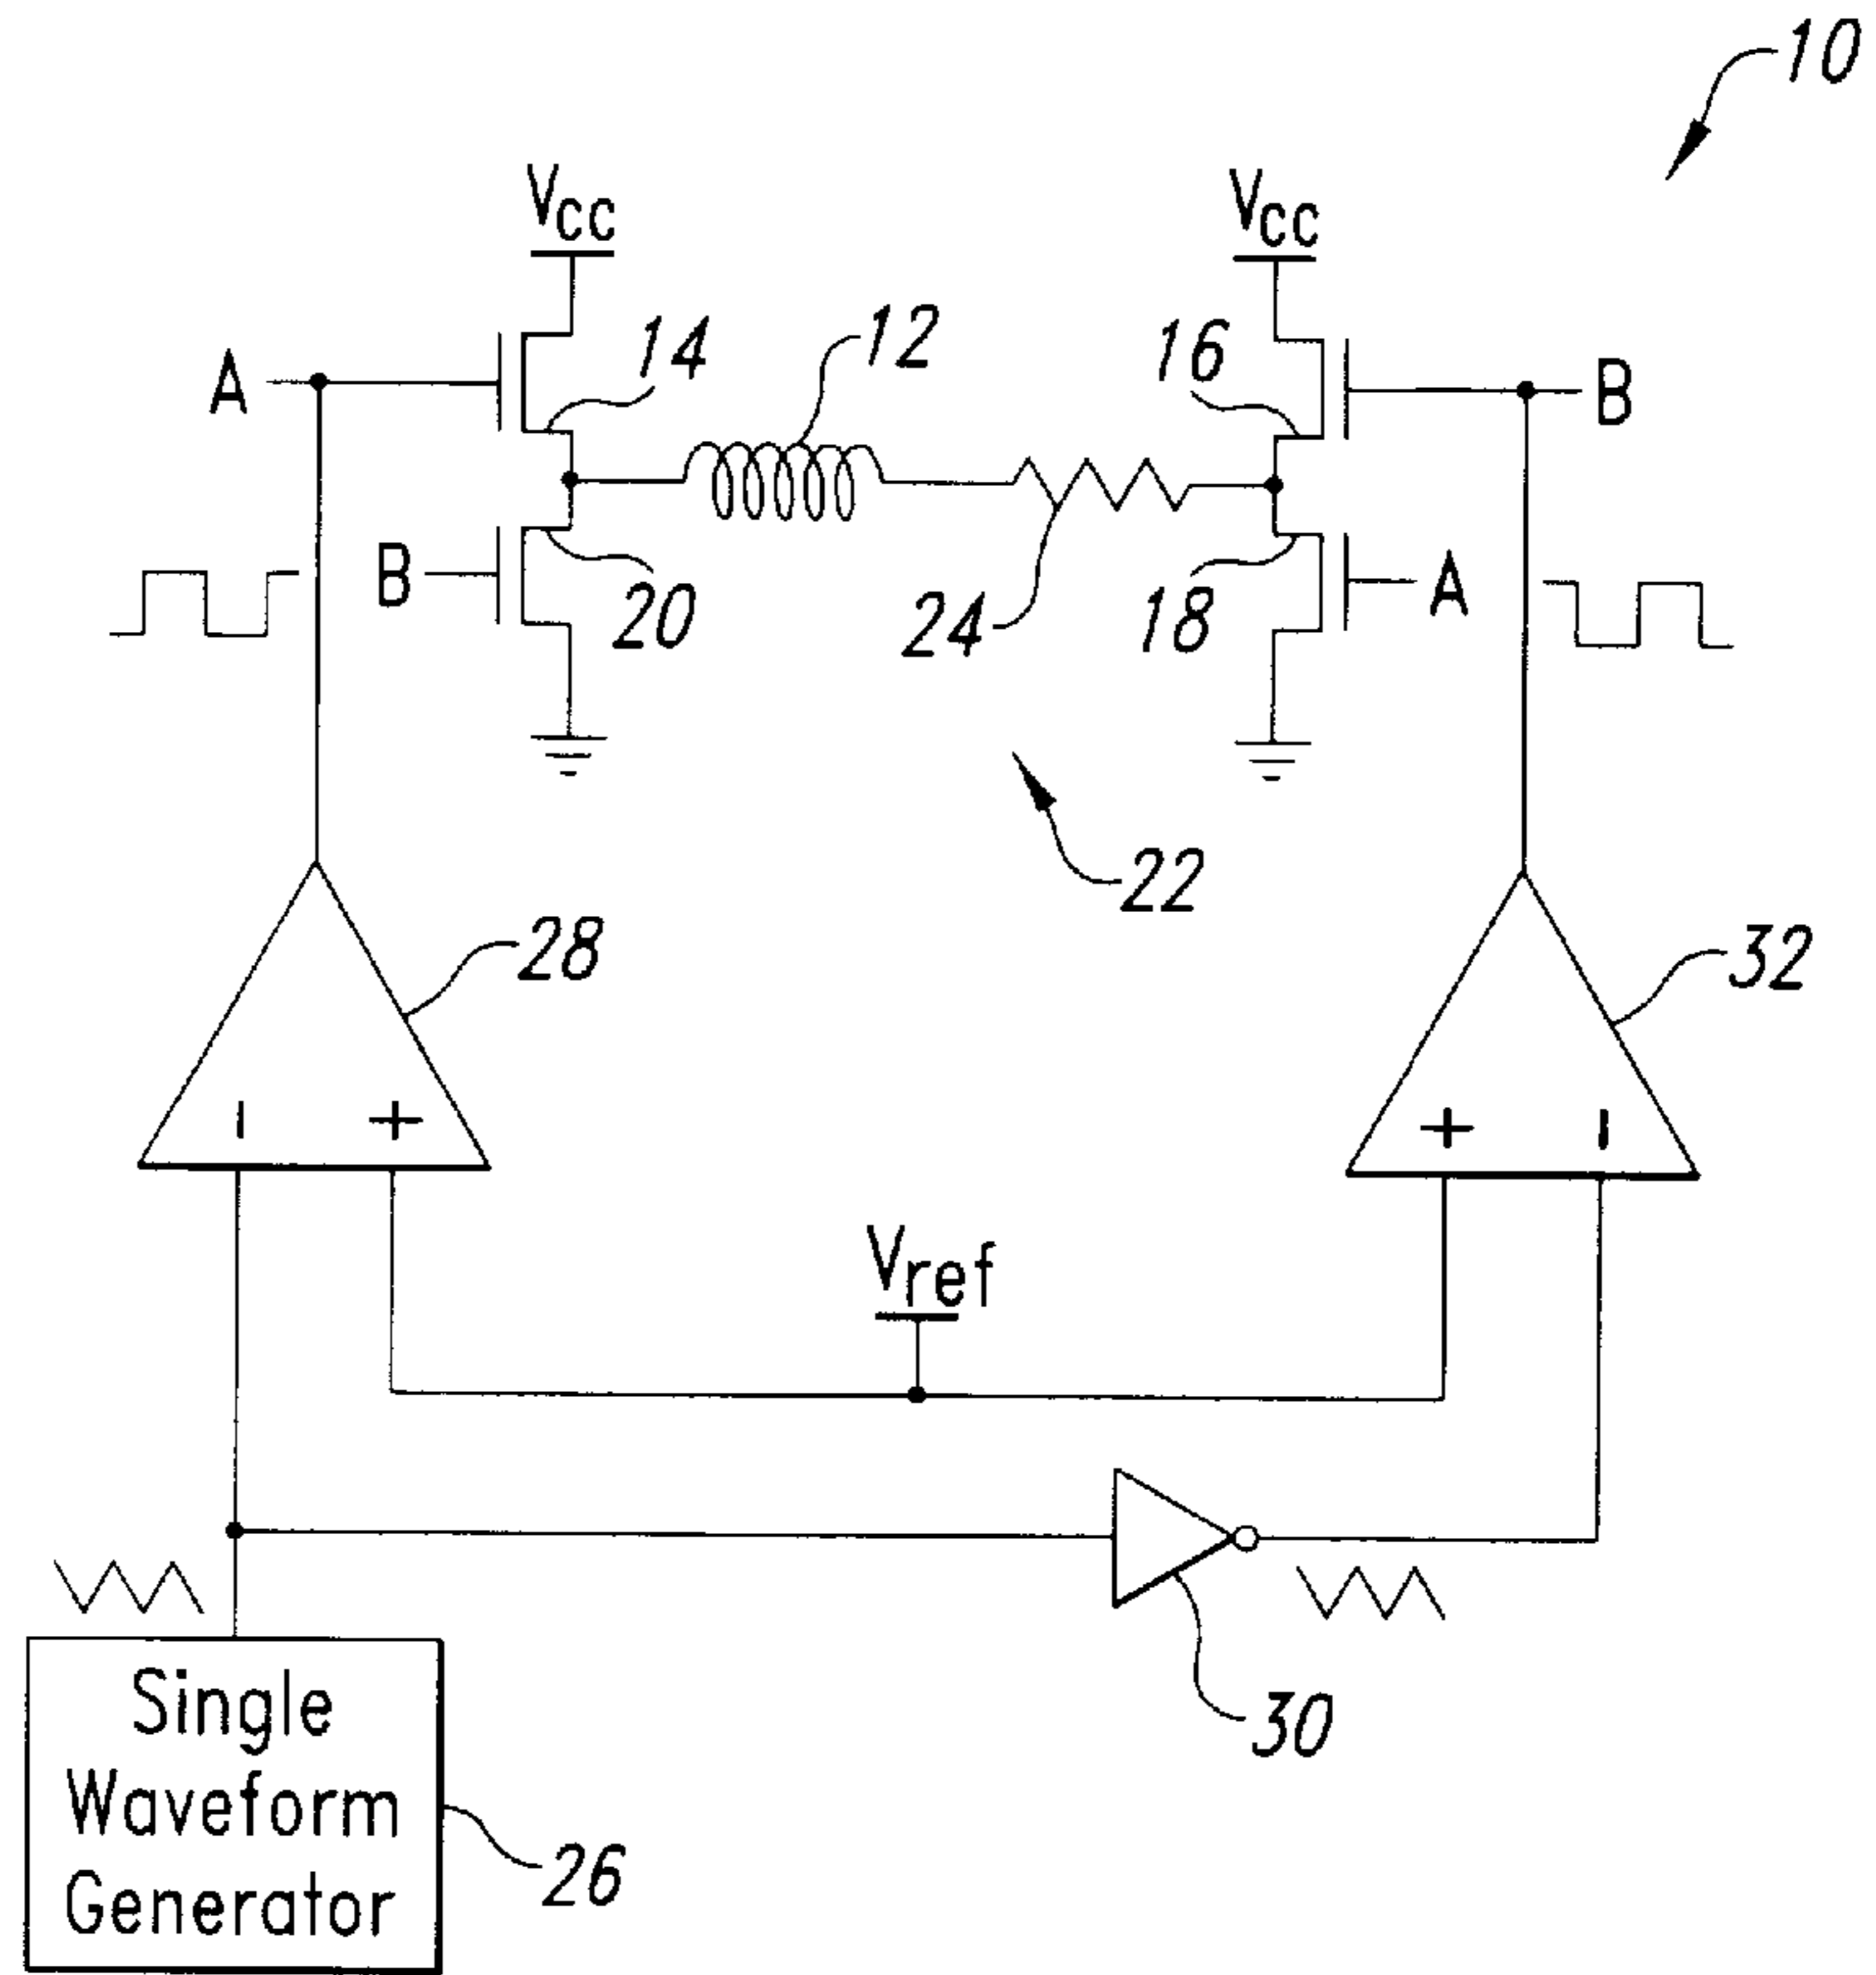 10
Vcc
Vcc
14
12
16
A
B
B
20
24
18
A
22
28
32
− +
+ −
Vref
30
Single
Waveform
Generator
26